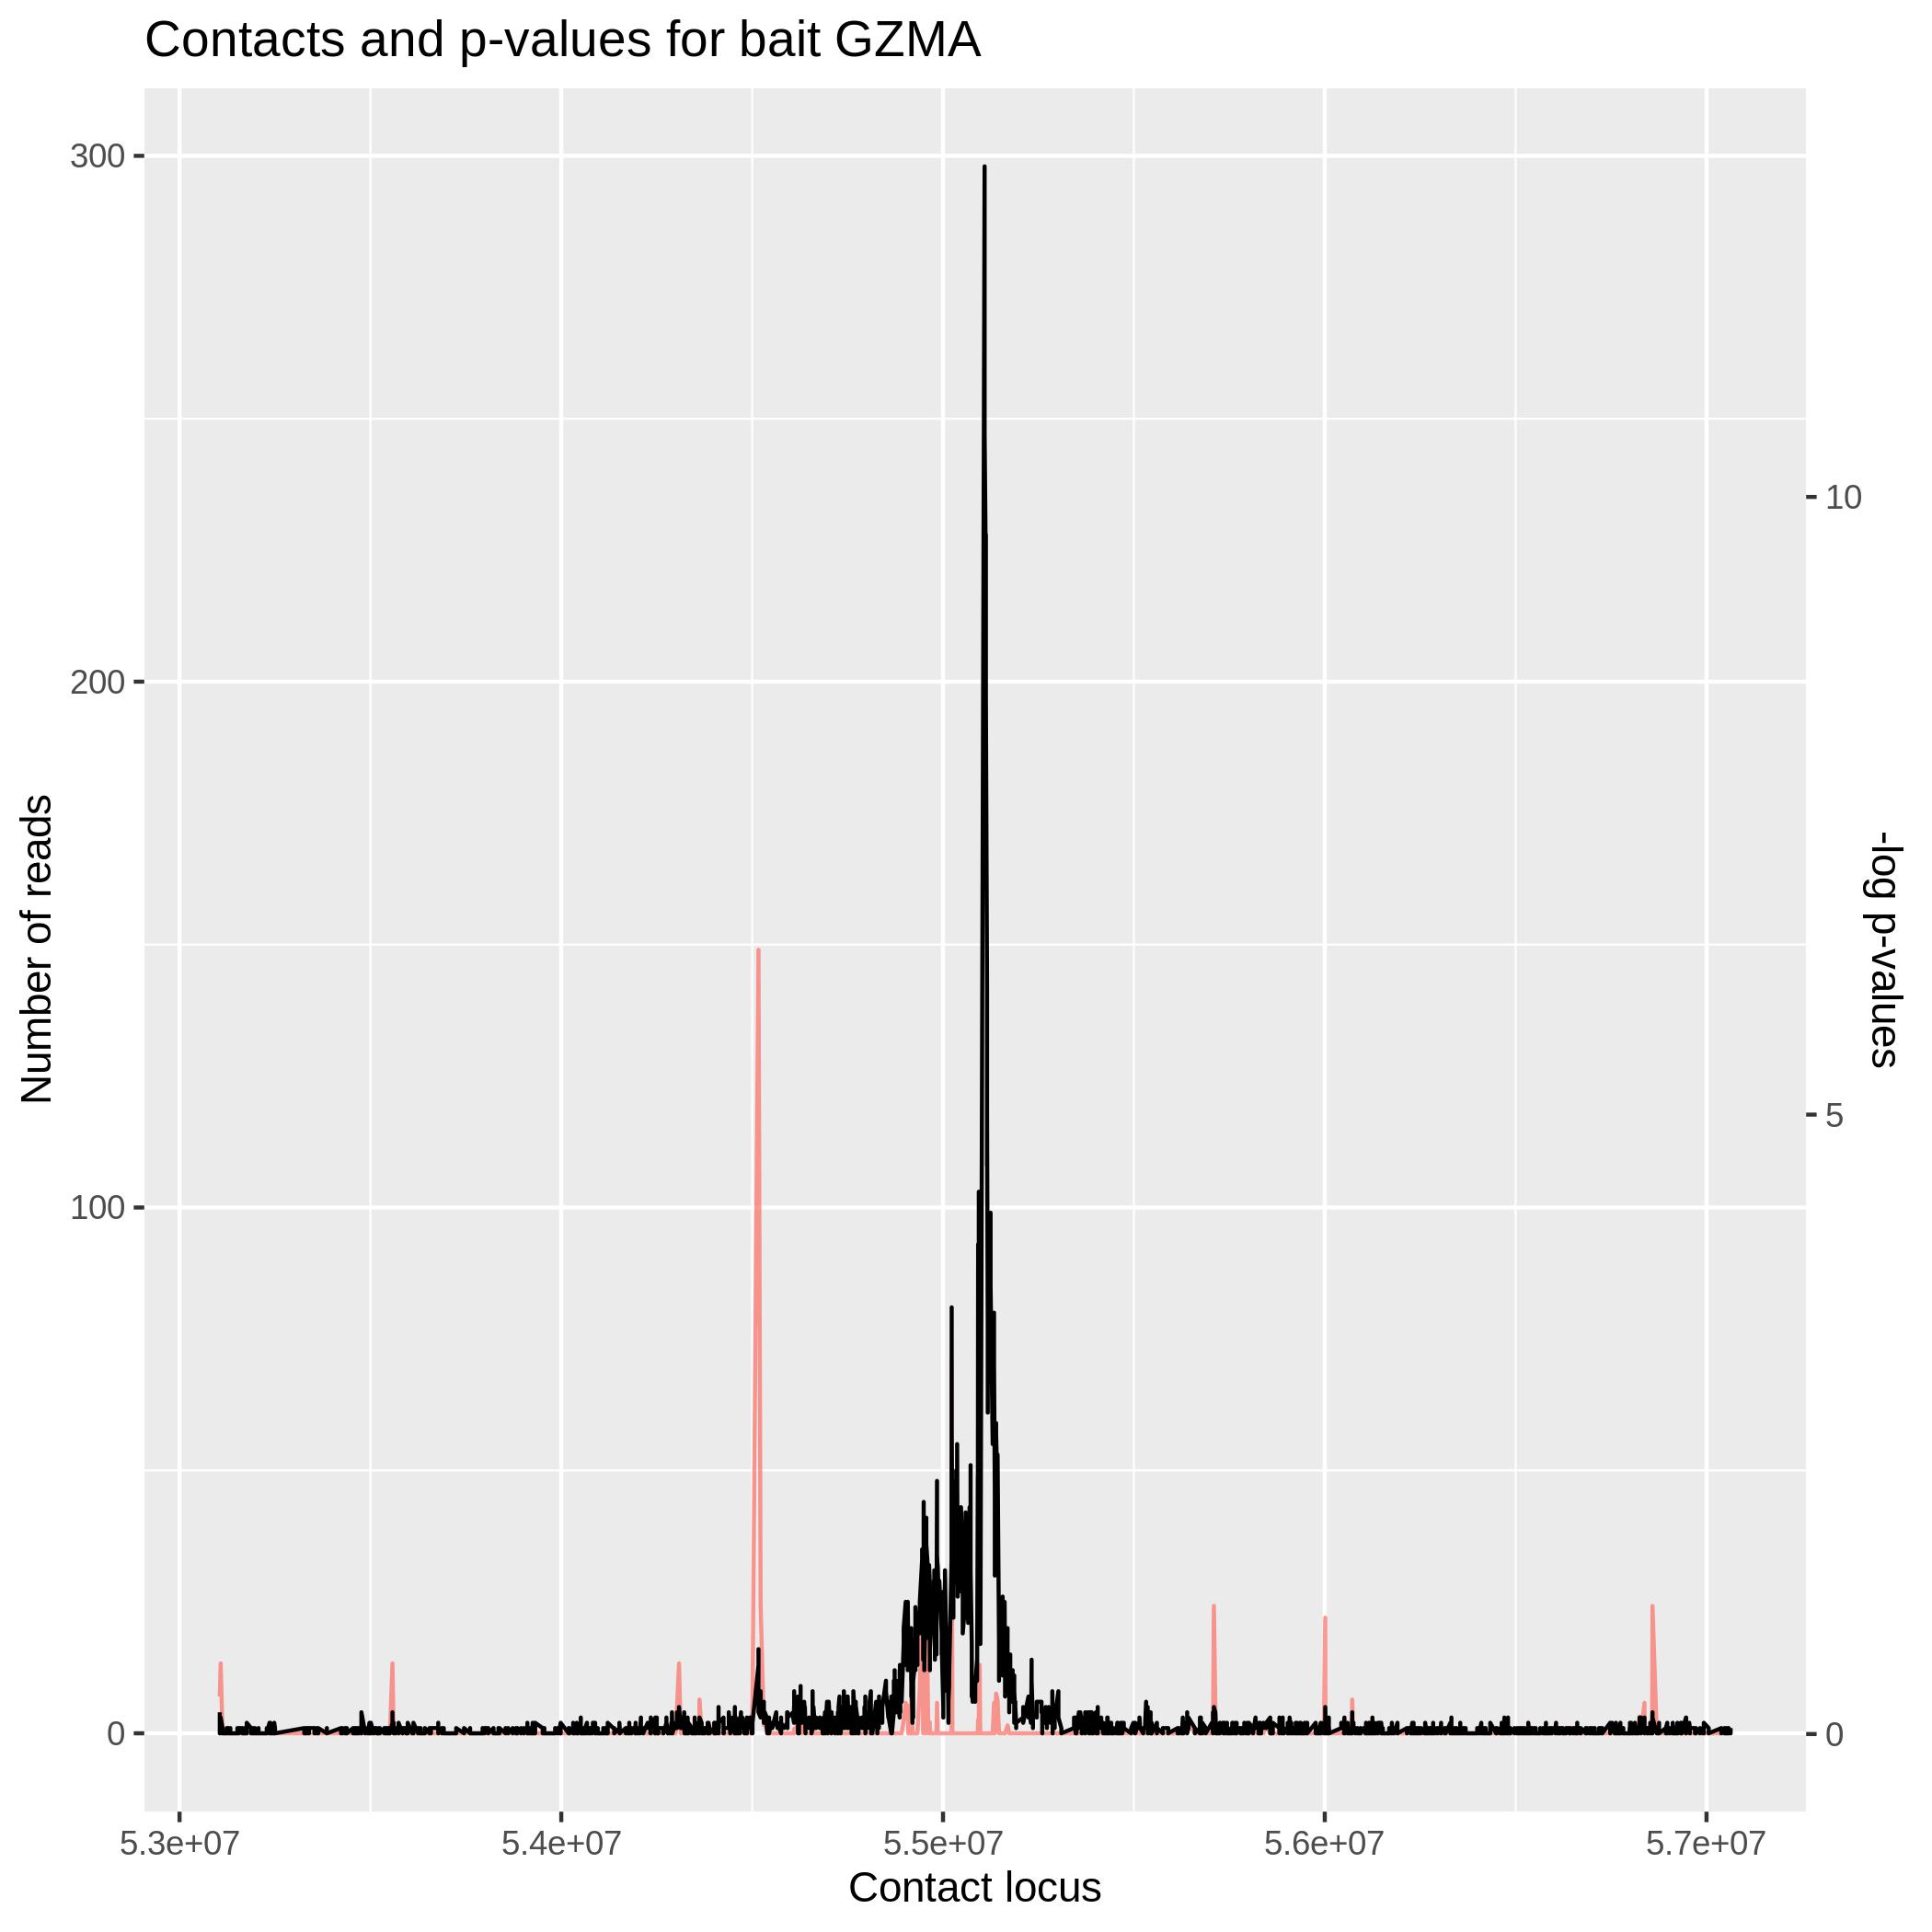 Contacts and p-values for bait GZMA
300
200
100
0
Number of reads
10
5
0
-log p-values
5.3e+07 5.4e+07 5.5e+07 5.6e+07 5.7e+07
Contact locus